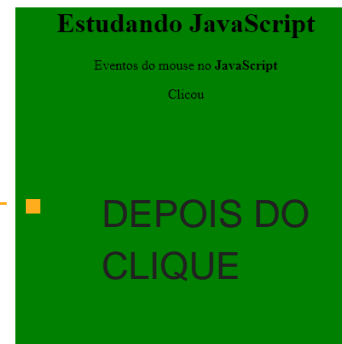 Estudando JavaScript
Eventos do mouse no JavaScript
Clicou
DEPOIS DO
CLIQUE